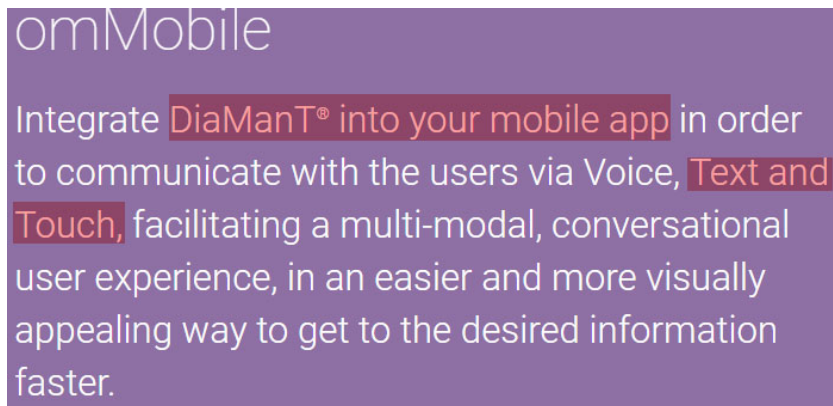 omMobile
Integrate DiaManT® into your mobile app in order
to communicate with the users via Voice, Text and
Touch, facilitating a multi-modal, conversational
user experience, in an easier and more visually
appealing way to get to the desired information
faster.